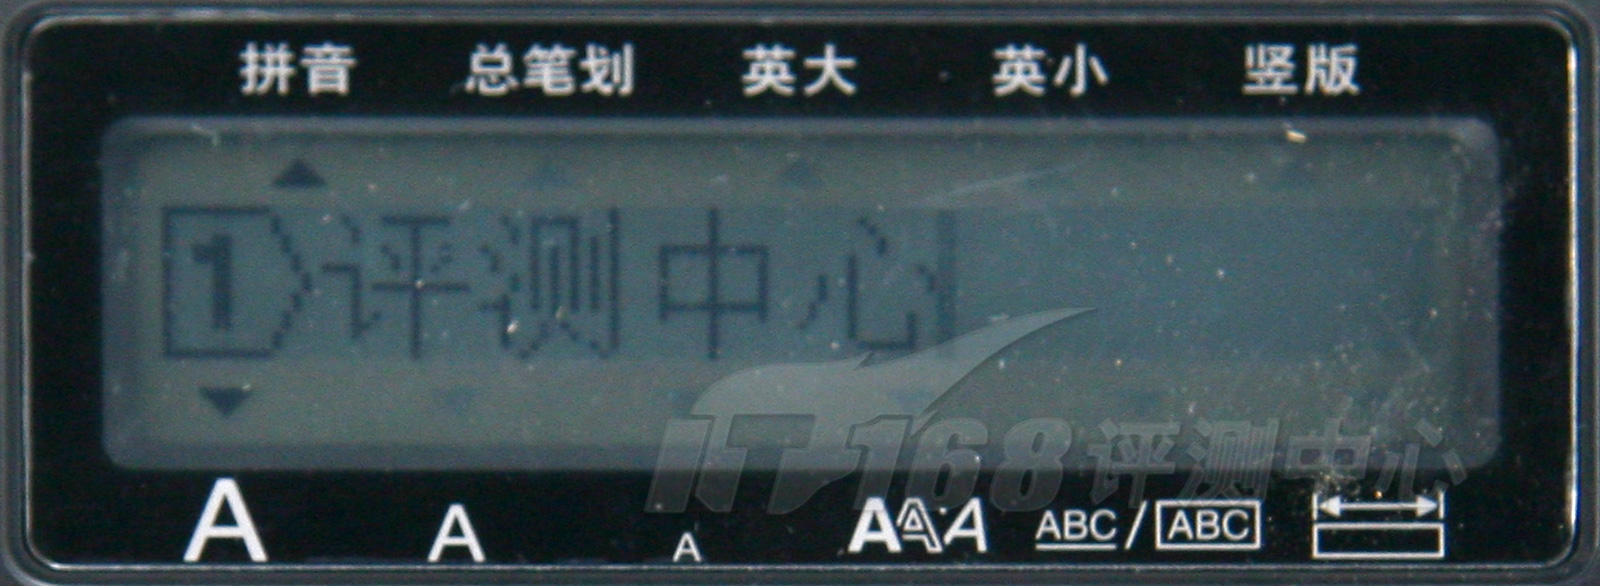 拼音 总笔划 英大 英小 竖版
1 评测中心
IT168评测中心
A A A AAA ABC / ABC